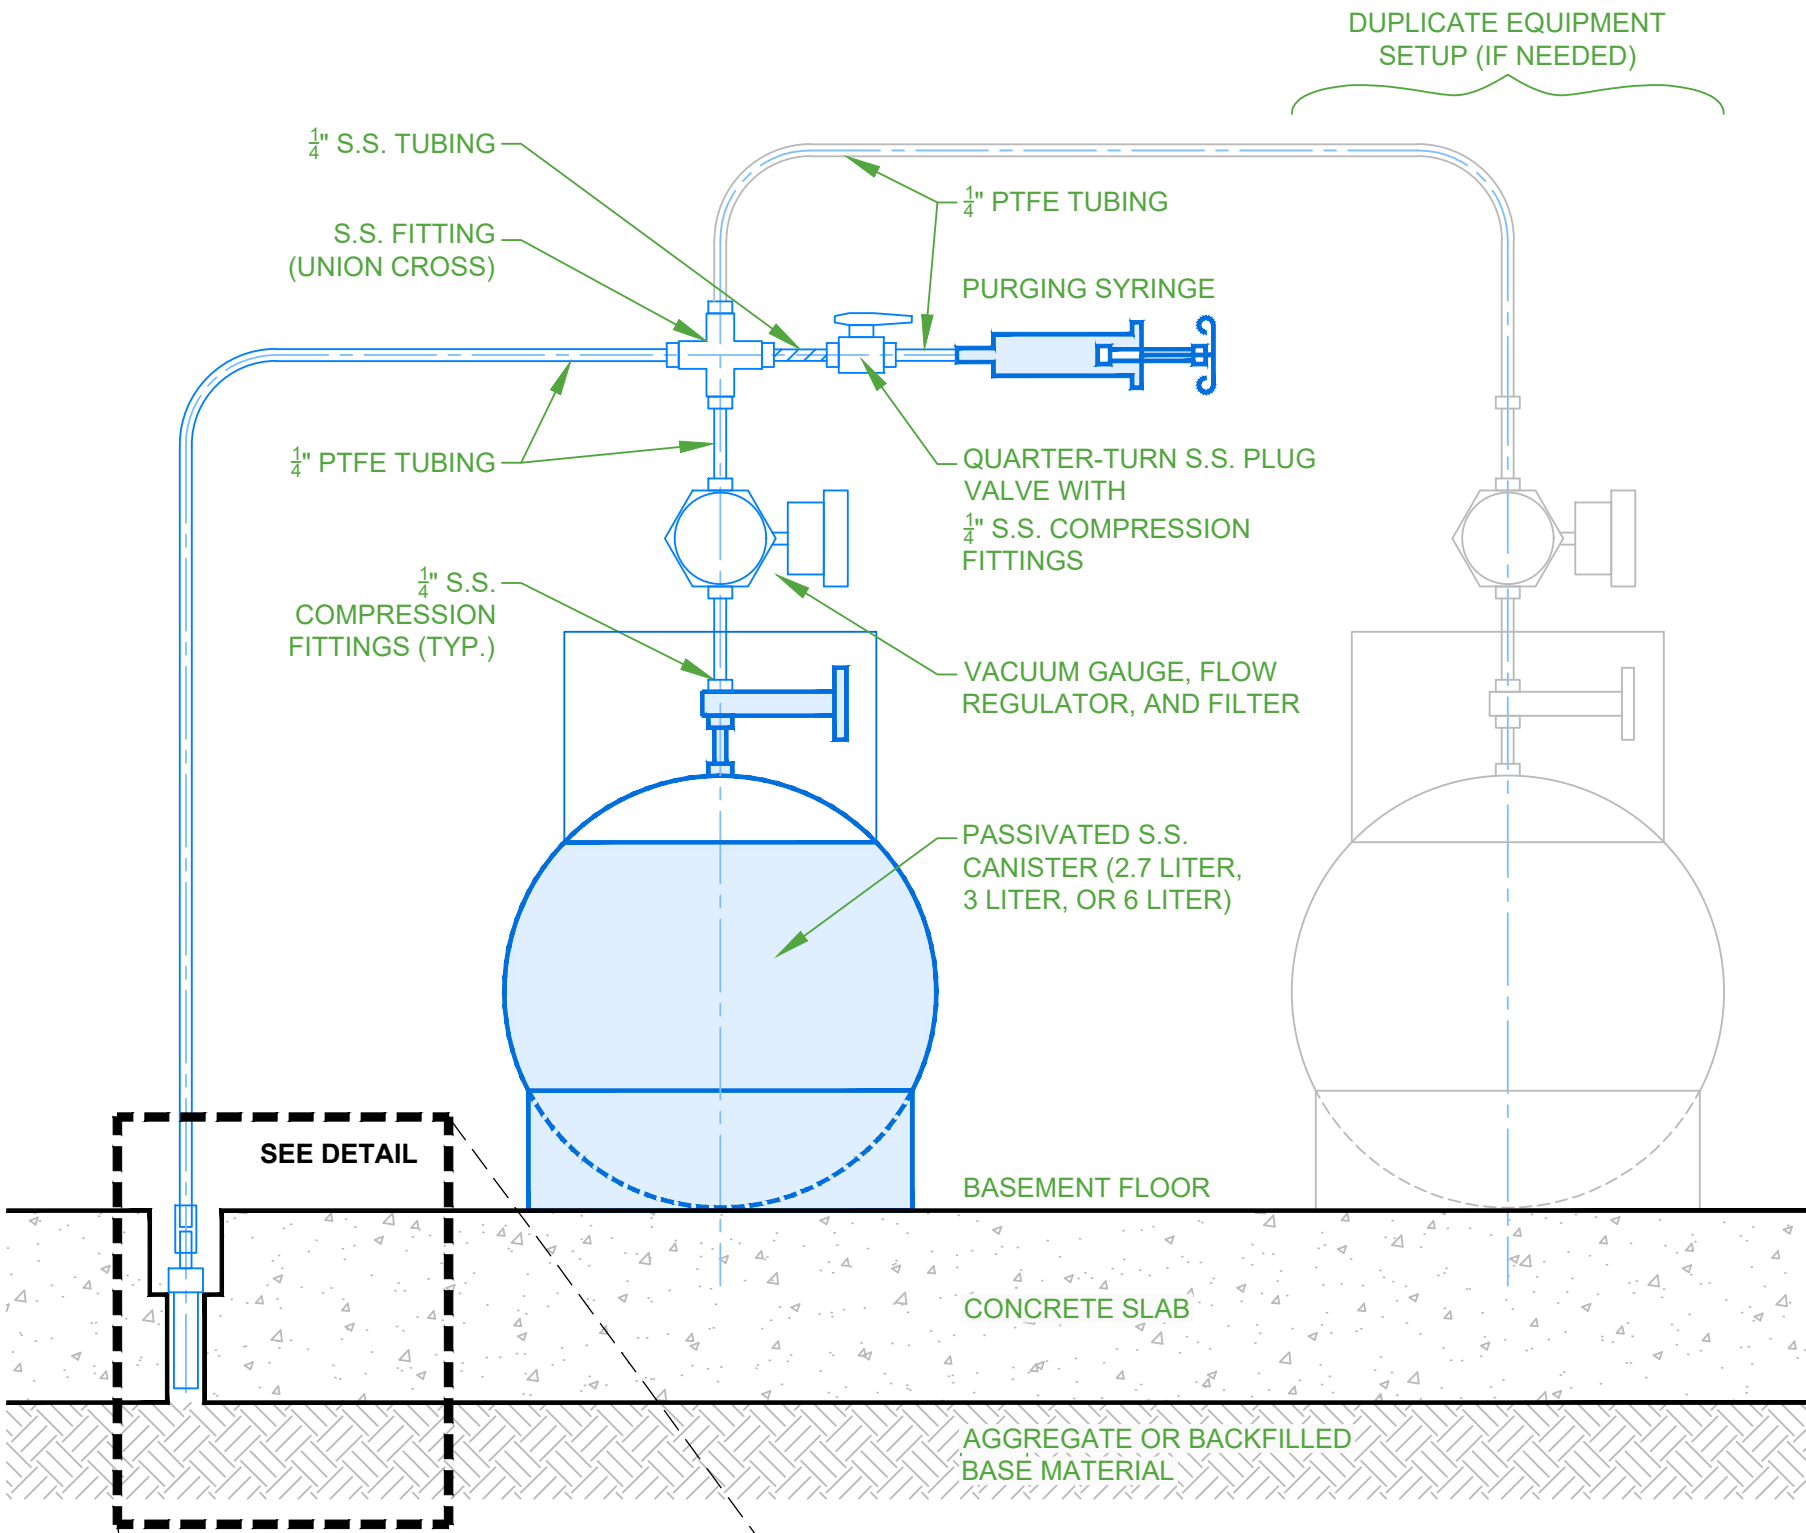 DUPLICATE EQUIPMENT
SETUP (IF NEEDED)
1/4" S.S. TUBING
1/4" PTFE TUBING
S.S. FITTING
(UNION CROSS)
PURGING SYRINGE
1/4" PTFE TUBING
QUARTER-TURN S.S. PLUG
VALVE WITH
1/4" S.S. COMPRESSION
FITTINGS
1/4" S.S.
COMPRESSION
FITTINGS (TYP.)
VACUUM GAUGE, FLOW
REGULATOR, AND FILTER
PASSIVATED S.S.
CANISTER (2.7 LITER,
3 LITER, OR 6 LITER)
SEE DETAIL
BASEMENT FLOOR
CONCRETE SLAB
AGGREGATE OR BACKFILLED
BASE MATERIAL